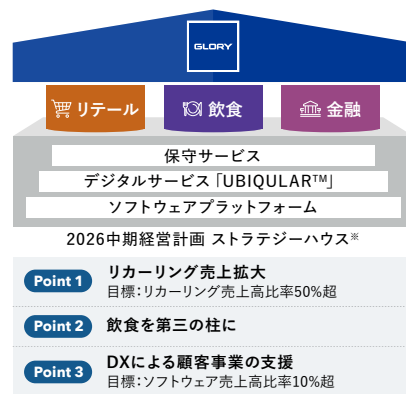 GLORY
リテール
飲食
金融
保守サービス
デジタルサービス「UBIQULAR™」
ソフトウェアプラットフォーム
2026中期経営計画 ストラテジーハウス※
Point 1
リカーリング売上拡大
目標：リカーリング売上高比率50%超
Point 2
飲食を第三の柱に
Point 3
DXによる顧客事業の支援
目標：ソフトウェア売上高比率10%超